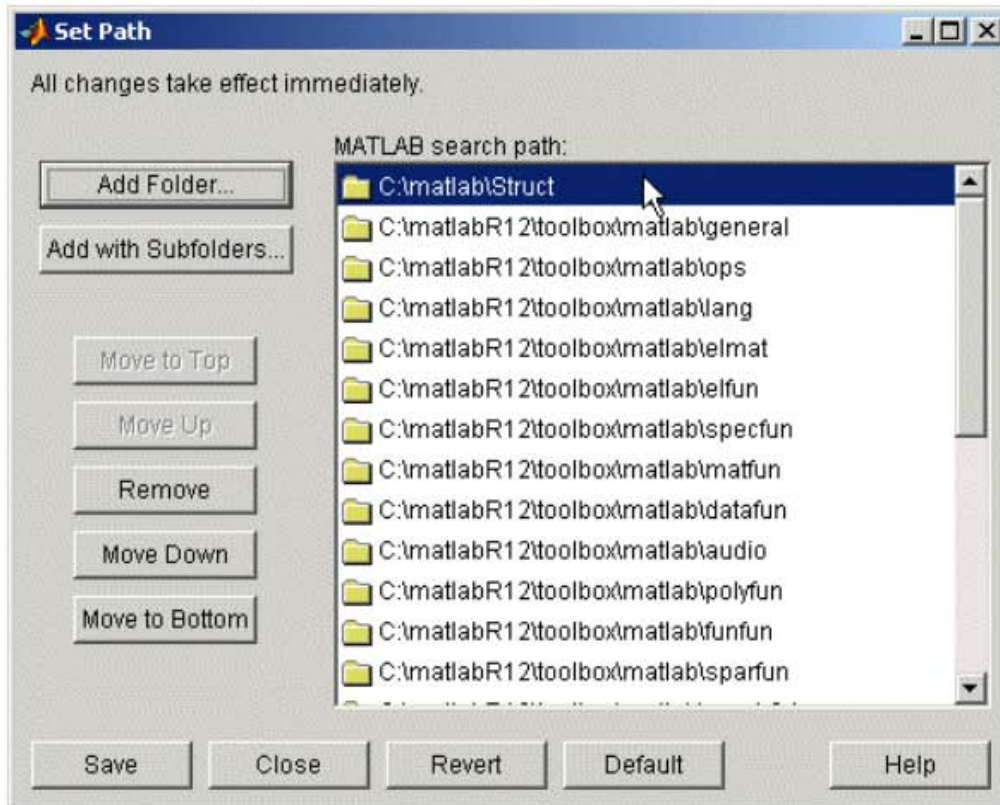 Set Path
All changes take effect immediately.
MATLAB search path:
Add Folder...
Add with Subfolders...
Move to Top
Move Up
Remove
Move Down
Move to Bottom
C:\matlab\Struct
C:\matlabR12\toolbox\matlab\general
C:\matlabR12\toolbox\matlab\ops
C:\matlabR12\toolbox\matlab\lang
C:\matlabR12\toolbox\matlab\elmat
C:\matlabR12\toolbox\matlab\elfun
C:\matlabR12\toolbox\matlab\specfun
C:\matlabR12\toolbox\matlab\matfun
C:\matlabR12\toolbox\matlab\datafun
C:\matlabR12\toolbox\matlab\audio
C:\matlabR12\toolbox\matlab\polyfun
C:\matlabR12\toolbox\matlab\funfun
C:\matlabR12\toolbox\matlab\sparfun
Save
Close
Revert
Default
Help